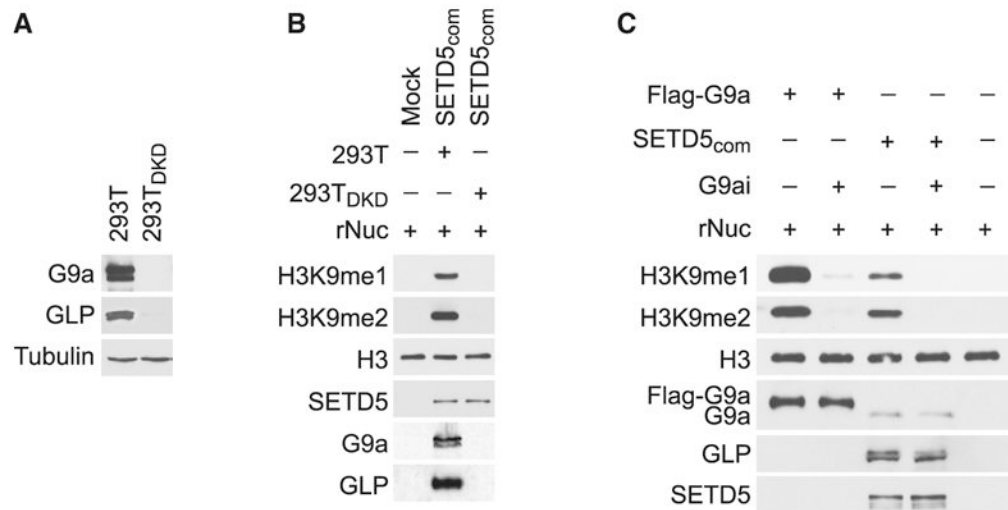 A
293T
293TDKD
G9a
GLP
Tubulin
B
Mock
SETD5com
SETD5com
293T – + –
293TDKD – – +
rNuc + + +
H3K9me1
H3K9me2
H3
SETD5
G9a
GLP
C
Flag-G9a + + – – –
SETD5com – – + + –
G9ai – + – + –
rNuc + + + + +
H3K9me1
H3K9me2
H3
Flag-G9a
G9a
GLP
SETD5